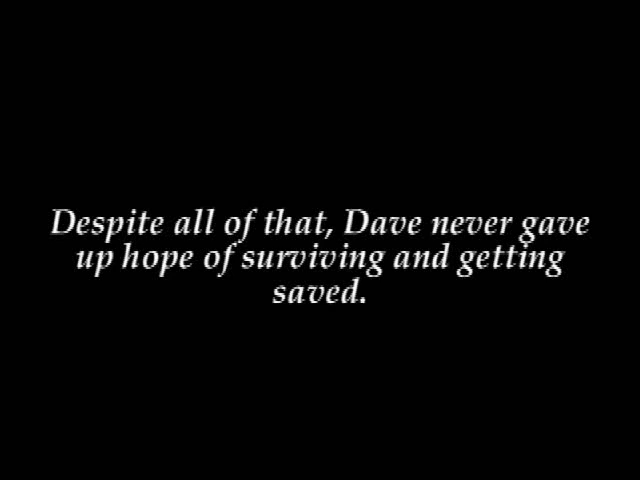 Despite all of that, Dave never gave
up hope of surviving and getting
saved.